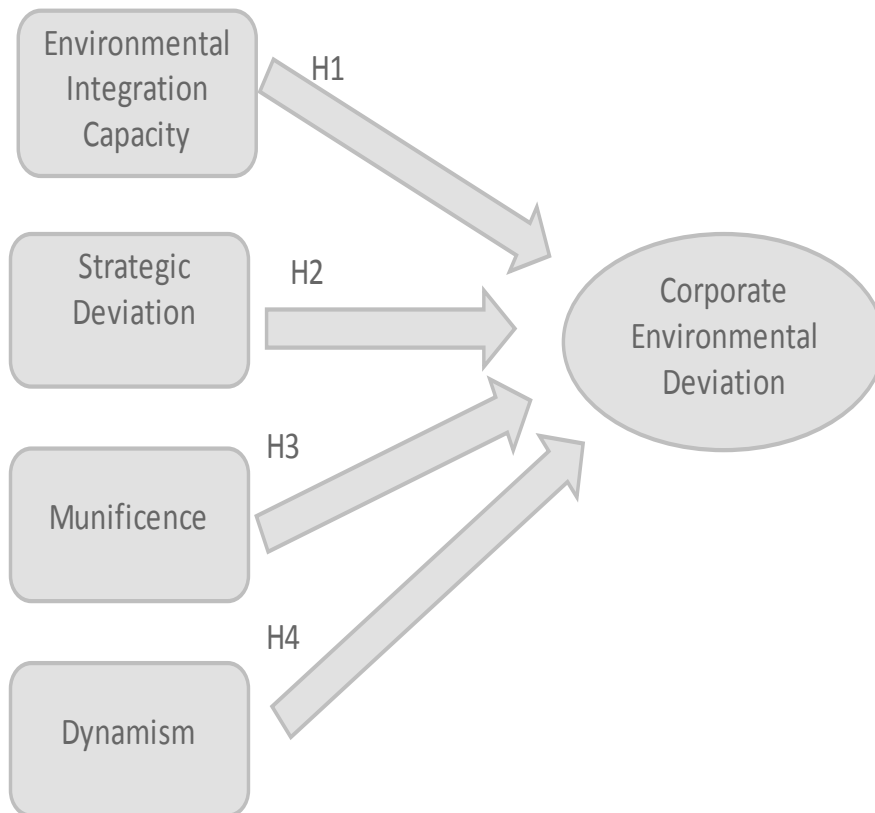 Environmental
Integration
Capacity
H1
Strategic
Deviation
H2
Corporate
Environmental
Deviation
Munificence
H3
Dynamism
H4